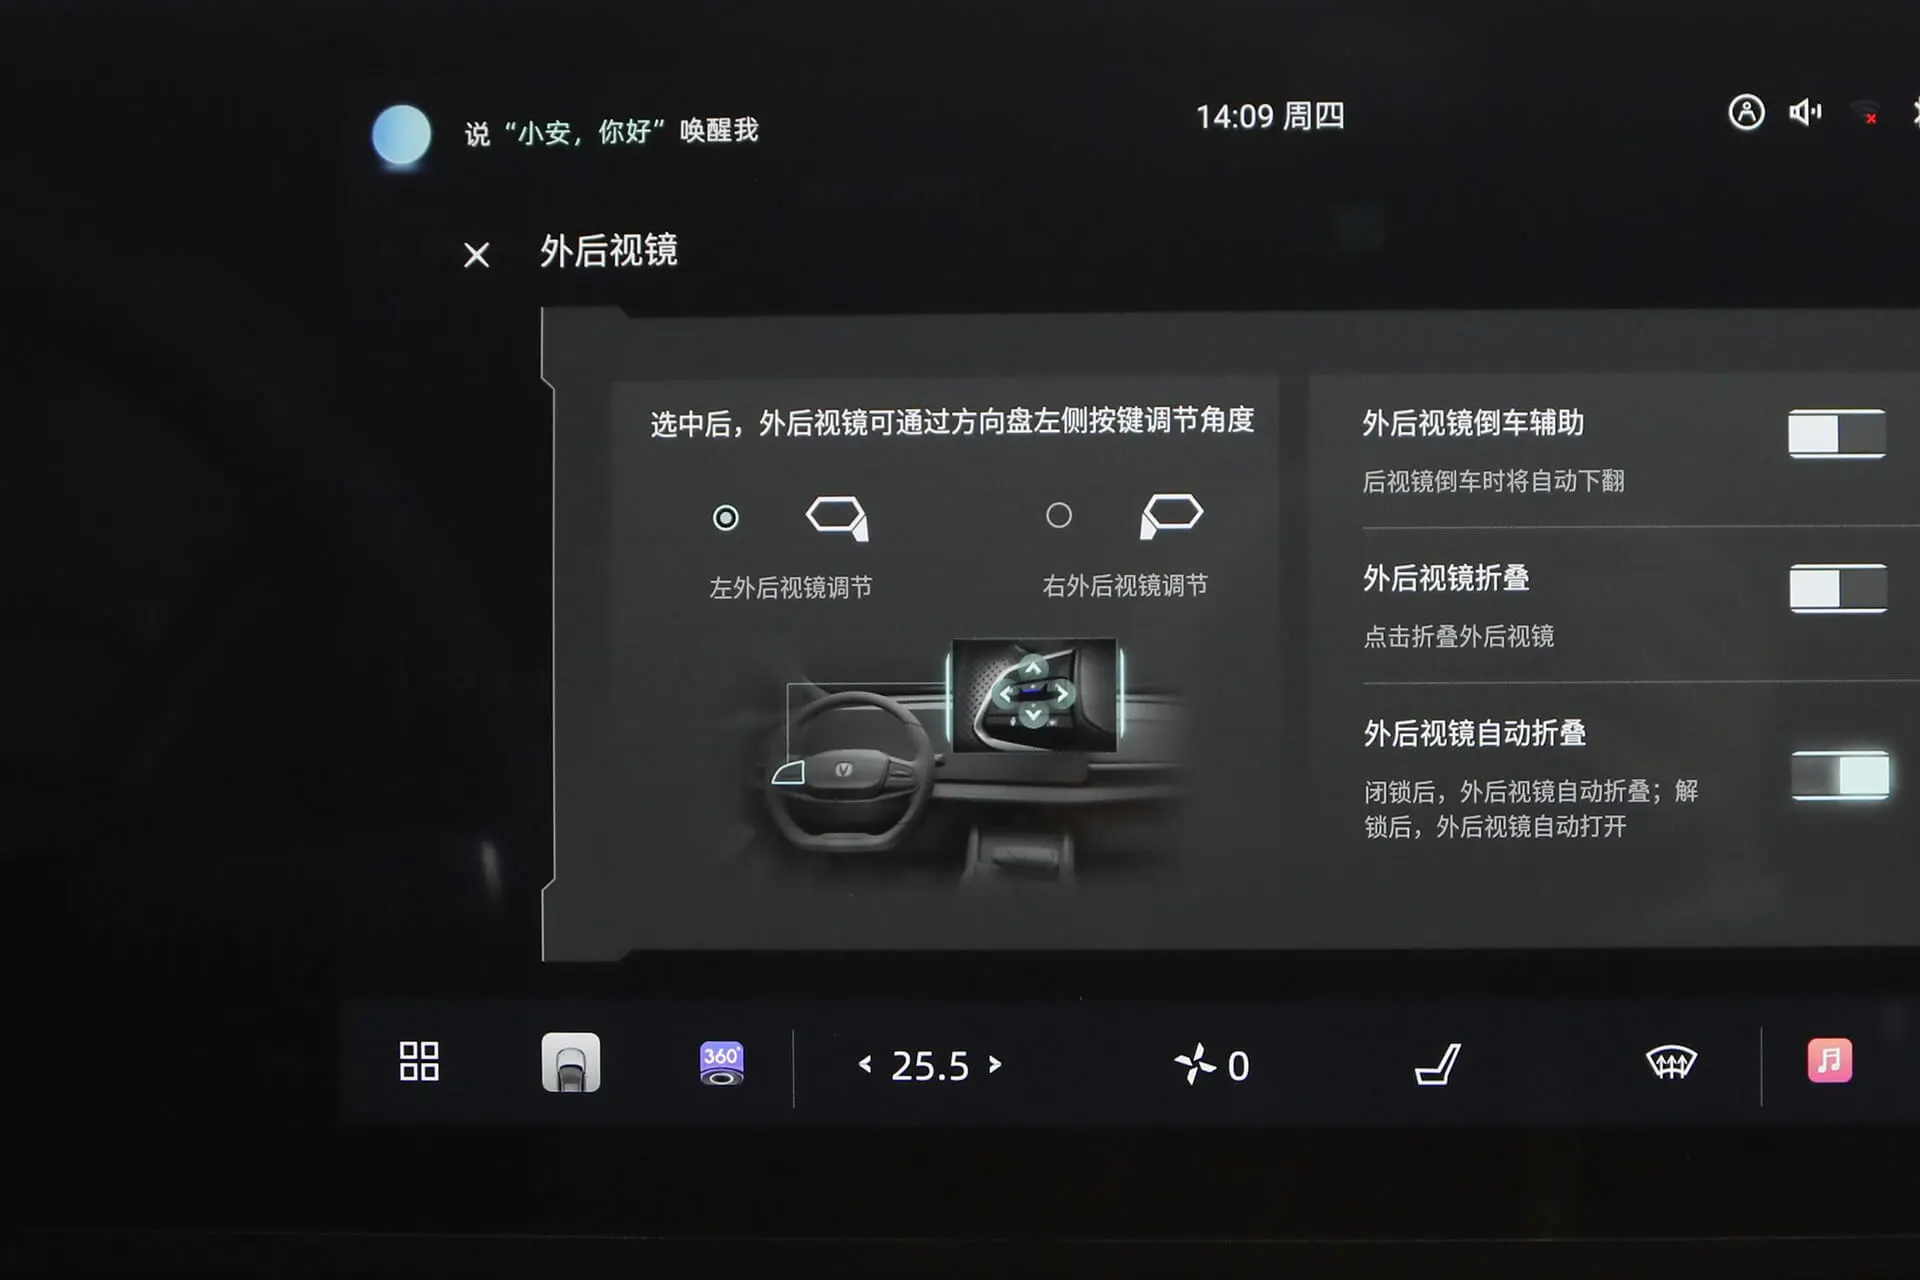 说“小安，你好”唤醒我
14:09 周四
外后视镜
选中后，外后视镜可通过方向盘左侧按键调节角度
左外后视镜调节
右外后视镜调节
外后视镜倒车辅助
后视镜倒车时将自动下翻
外后视镜折叠
点击折叠外后视镜
外后视镜自动折叠
闭锁后，外后视镜自动折叠；解
锁后，外后视镜自动打开
360°
< 25.5 >
0